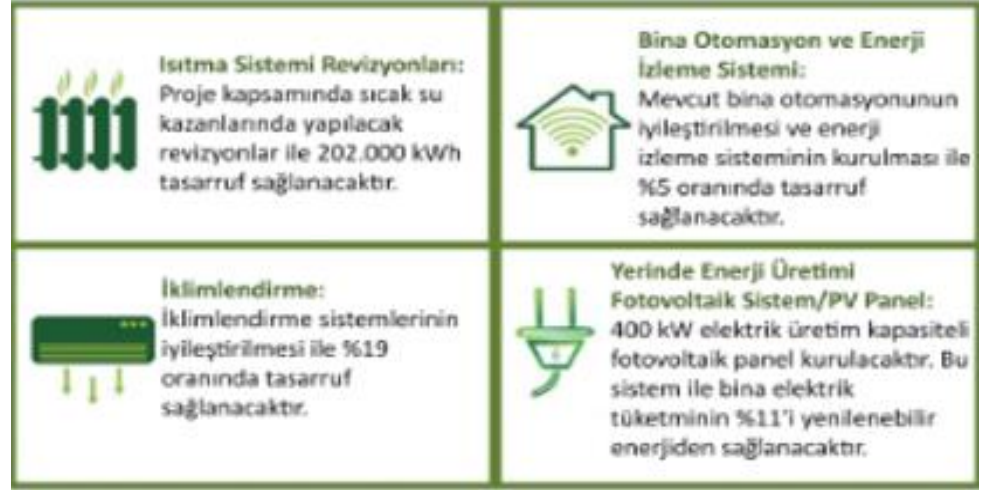 Isıtma Sistemi Revizyonları:
Proje kapsamında sıcak su
kazanlarında yapılacak
revizyonlar ile 202.000 kWh
tasarruf sağlanacaktır.
Bina Otomasyon ve Enerji
İzleme Sistemi:
Mevcut bina otomasyonunun
iyileştirilmesi ve enerji
izleme sisteminin kurulması ile
%5 oranında tasarruf
sağlanacaktır.
İklimlendirme:
İklimlendirme sistemlerinin
iyileştirilmesi ile %19
oranında tasarruf
sağlanacaktır.
Yerinde Enerji Üretimi
Fotovoltaik Sistem/PV Panel:
400 kW elektrik üretim kapasiteli
fotovoltaik panel kurulacaktır. Bu
sistem ile bina elektrik
tüketminin %11'i yenilenebilir
enerjiden sağlanacaktır.